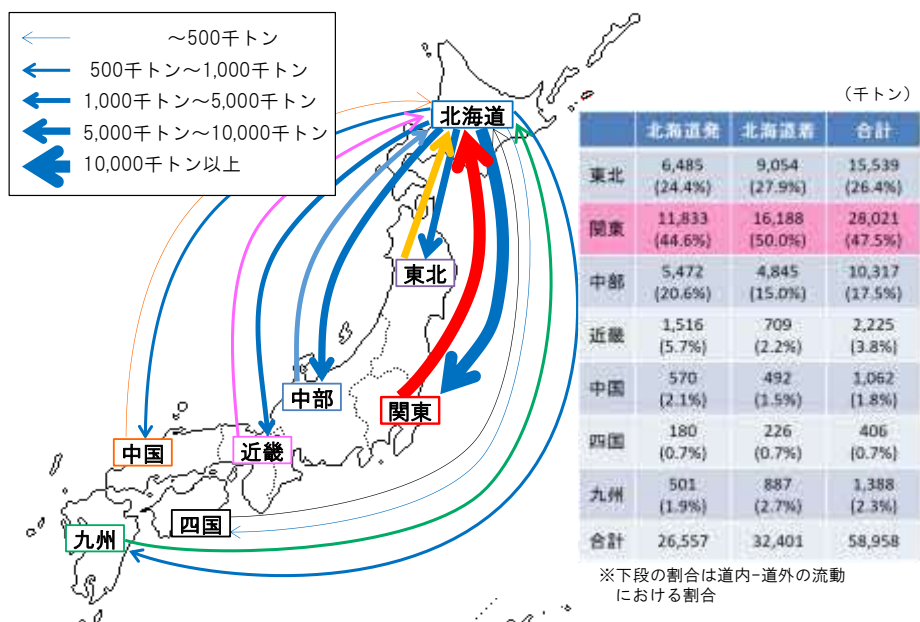 ～500千トン
500千トン～1,000千トン
1,000千トン～5,000千トン
5,000千トン～10,000千トン
10,000千トン以上
北海道
東北
中部
関東
中国
近畿
四国
九州
（千トン）
北海道発 北海道着 合計
東北 6,485 9,054 15,539
(24.4%) (27.9%) (26.4%)
関東 11,833 16,188 28,021
(44.6%) (50.0%) (47.5%)
中部 5,472 4,845 10,317
(20.6%) (15.0%) (17.5%)
近畿 1,516 709 2,225
(5.7%) (2.2%) (3.8%)
中国 570 492 1,062
(2.1%) (1.5%) (1.8%)
四国 180 226 406
(0.7%) (0.7%) (0.7%)
九州 501 887 1,388
(1.9%) (2.7%) (2.3%)
合計 26,557 32,401 58,958
※下段の割合は道内-道外の流動
における割合